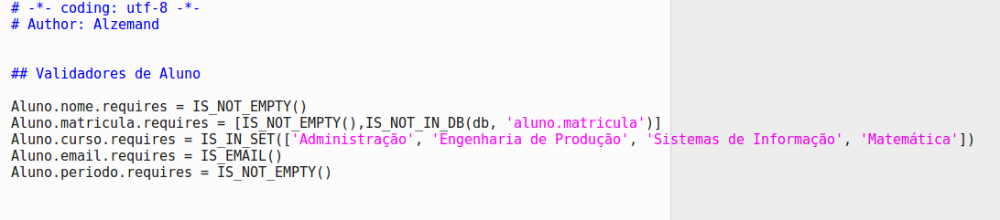 # -*- coding: utf-8 -*-
# Author: Alzemand
## Validadores de Aluno
Aluno.nome.requires = IS_NOT_EMPTY()
Aluno.matricula.requires = [IS_NOT_EMPTY(),IS_NOT_IN_DB(db, 'aluno.matricula')]
Aluno.curso.requires = IS_IN_SET(['Administração', 'Engenharia de Produção', 'Sistemas de Informação', 'Matemática'])
Aluno.email.requires = IS_EMAIL()
Aluno.periodo.requires = IS_NOT_EMPTY()